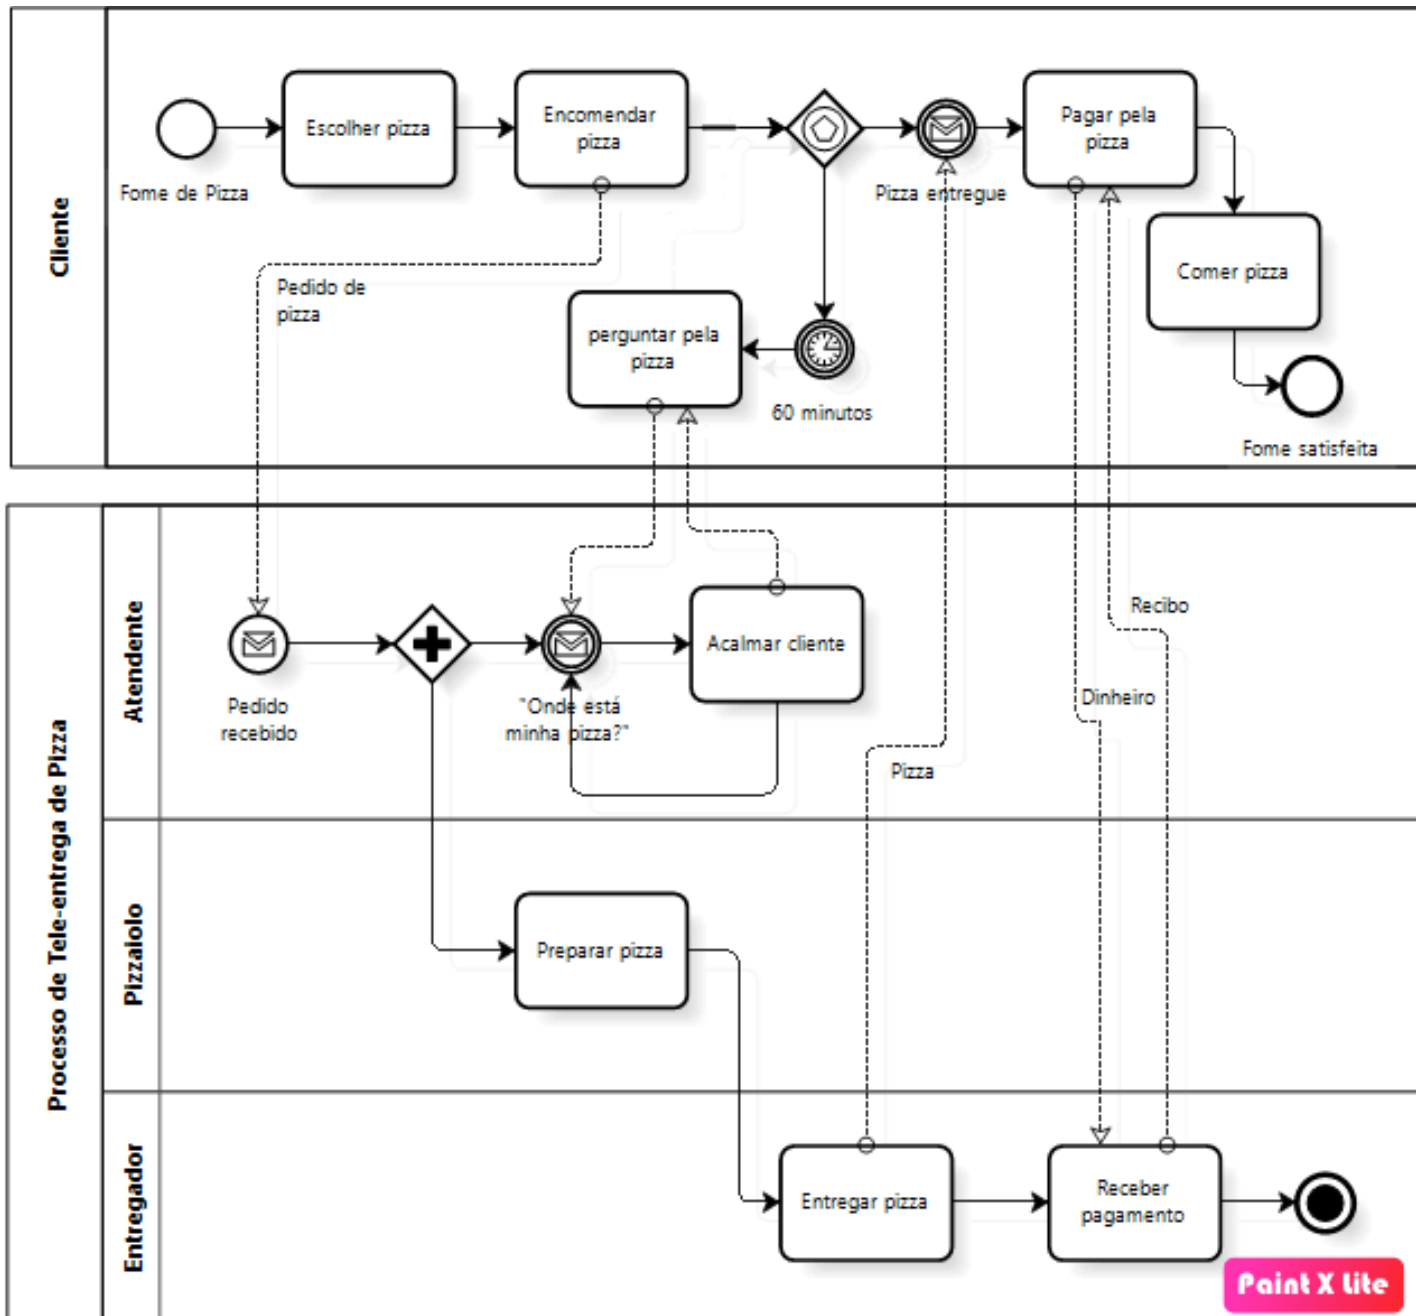 Cliente
Fome de Pizza
Escolher pizza
Encomendar
pizza
Pizza entregue
Pagar pela
pizza
Comer pizza
Fome satisfeita
Pedido de
pizza
perguntar pela
pizza
60 minutos
Processo de Tele-entrega de Pizza
Atendente
Pedido
recebido
"Onde está
minha pizza?"
Acalmar cliente
Pizza
Dinheiro
Recibo
Pizzaiolo
Preparar pizza
Entregador
Entregar pizza
Receber
pagamento
Paint X Lite